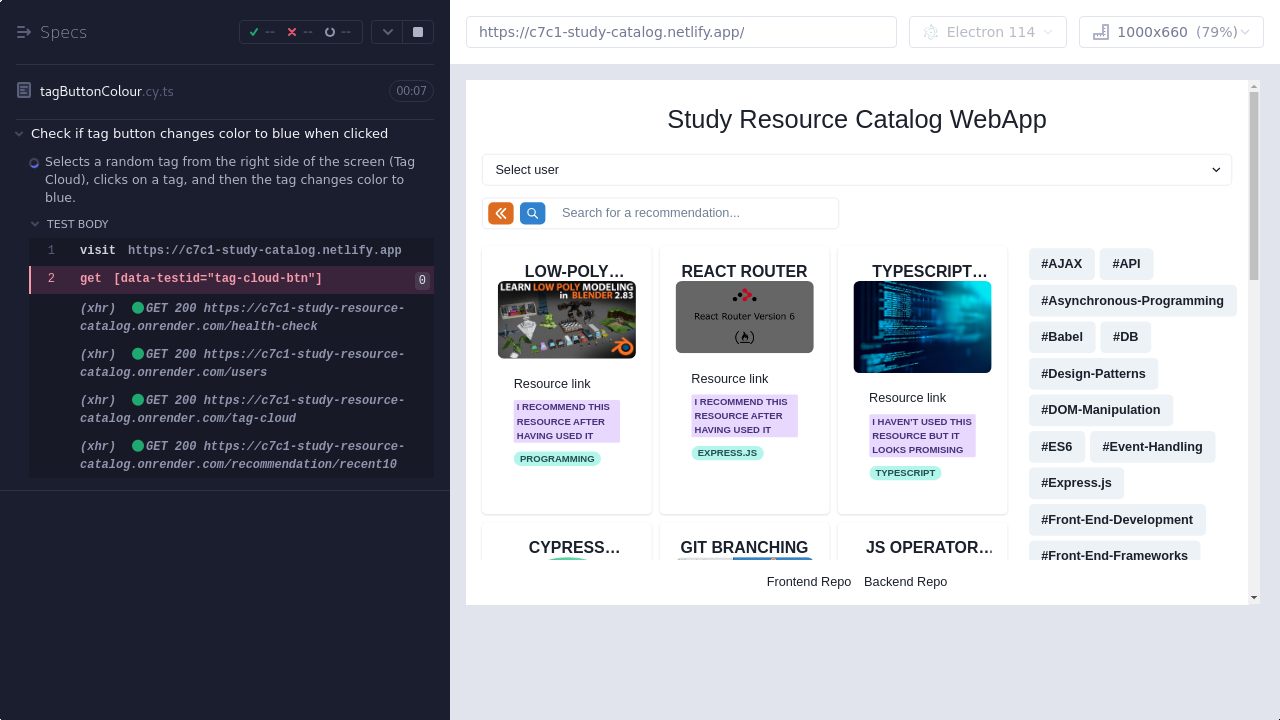 Specs
--
--
--
tagButtonColour.cy.ts
00:07
Check if tag button changes color to blue when clicked
Selects a random tag from the right side of the screen (Tag
Cloud), clicks on a tag, and then the tag changes color to
blue.
TEST BODY
1 visit https://c7c1-study-catalog.netlify.app
2 get [data-testid="tag-cloud-btn"] 0
(xhr) GET 200 https://c7c1-study-resource-
catalog.onrender.com/health-check
(xhr) GET 200 https://c7c1-study-resource-
catalog.onrender.com/users
(xhr) GET 200 https://c7c1-study-resource-
catalog.onrender.com/tag-cloud
(xhr) GET 200 https://c7c1-study-resource-
catalog.onrender.com/recommendation/recent10
https://c7c1-study-catalog.netlify.app/
Electron 114
1000x660 (79%)
Study Resource Catalog WebApp
Select user
Search for a recommendation...
LOW-POLY...
LEARN LOW POLY MODELING
in BLENDER 2.83
Resource link
I RECOMMEND THIS
RESOURCE AFTER
HAVING USED IT
PROGRAMMING
REACT ROUTER
React Router Version 6
Resource link
I RECOMMEND THIS
RESOURCE AFTER
HAVING USED IT
EXPRESS.JS
TYPESCRIPT...
Resource link
I HAVEN'T USED THIS
RESOURCE BUT IT
LOOKS PROMISING
TYPESCRIPT
CYPRESS...
GIT BRANCHING
JS OPERATOR...
#AJAX
#API
#Asynchronous-Programming
#Babel
#DB
#Design-Patterns
#DOM-Manipulation
#ES6
#Event-Handling
#Express.js
#Front-End-Development
#Front-End-Frameworks
Frontend Repo
Backend Repo